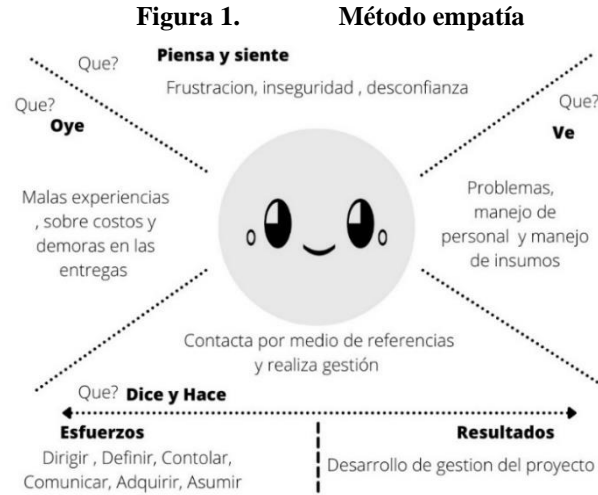 Figura 1. Método empatía
Que? Piensa y siente
Frustracion, inseguridad , desconfianza
Que?
Oye
Que?
Ve
Malas experiencias
, sobre costos y
demoras en las
entregas
Problemas,
manejo de
personal y manejo
de insumos
Contacta por medio de referencias
y realiza gestión
Que? Dice y Hace
Esfuerzos
Dirigir , Definir, Contolar,
Comunicar, Adquirir, Asumir
Resultados
Desarrollo de gestion del proyecto